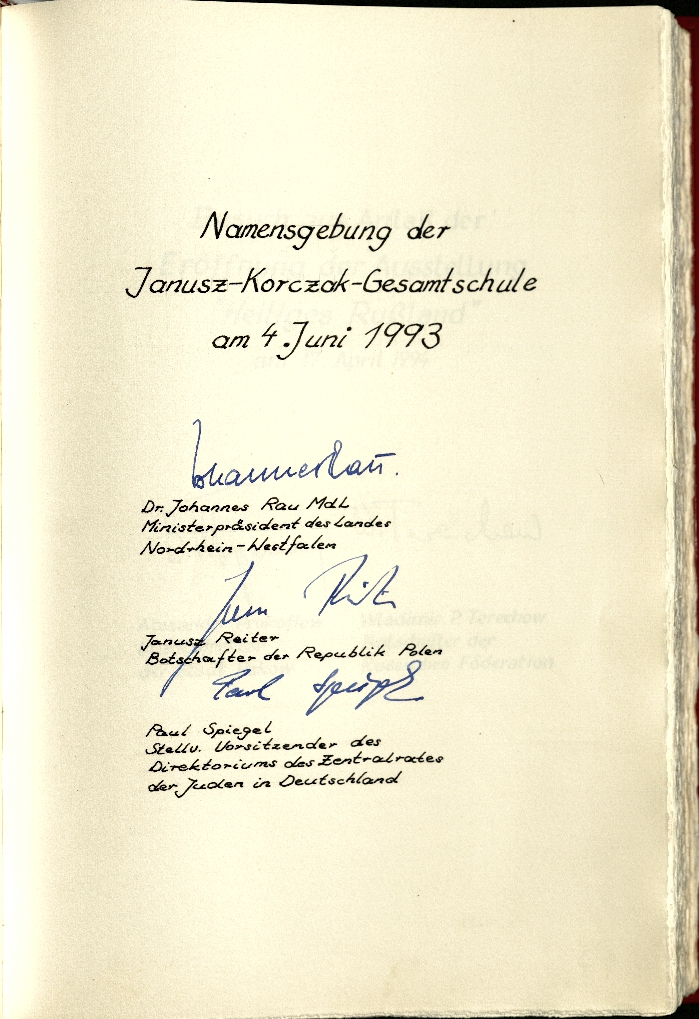 Namensgebung der
Janusz-Korczak-Gesamtschule
am 4. Juni 1993
Johannes Rau.
Dr. Johannes Rau MdL
Ministerpräsident des Landes
Nordrhein-Westfalen
Janusz Reiter
Botschafter der Republik Polen
Paul Spiegel
Paul Spiegel
Stellv. Vorsitzender des
Direktoriums des Zentralrates
der Juden in Deutschland